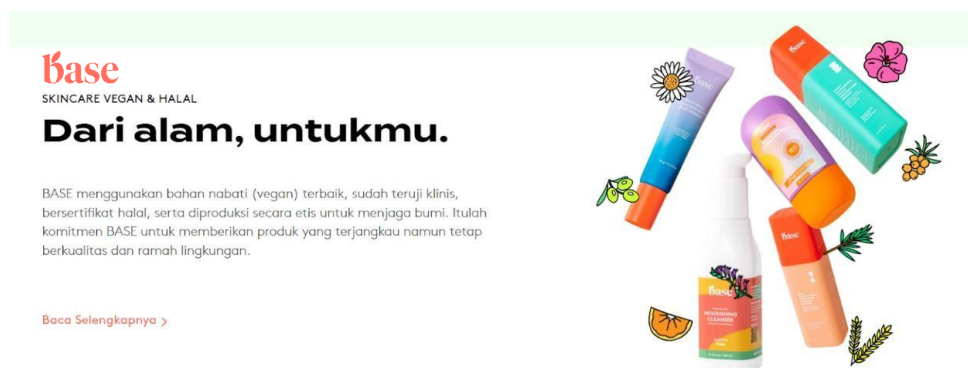 base
SKINCARE VEGAN & HALAL
Dari alam, untukmu.
BASE menggunakan bahan nabati (vegan) terbaik, sudah teruji klinis,
bersertifikat halal, serta diproduksi secara etis untuk menjaga bumi. Itulah
komitmen BASE untuk memberikan produk yang terjangkau namun tetap
berkualitas dan ramah lingkungan.
Baca Selengkapnya >
base
base
base
base
NOURISHING
CLEANSER